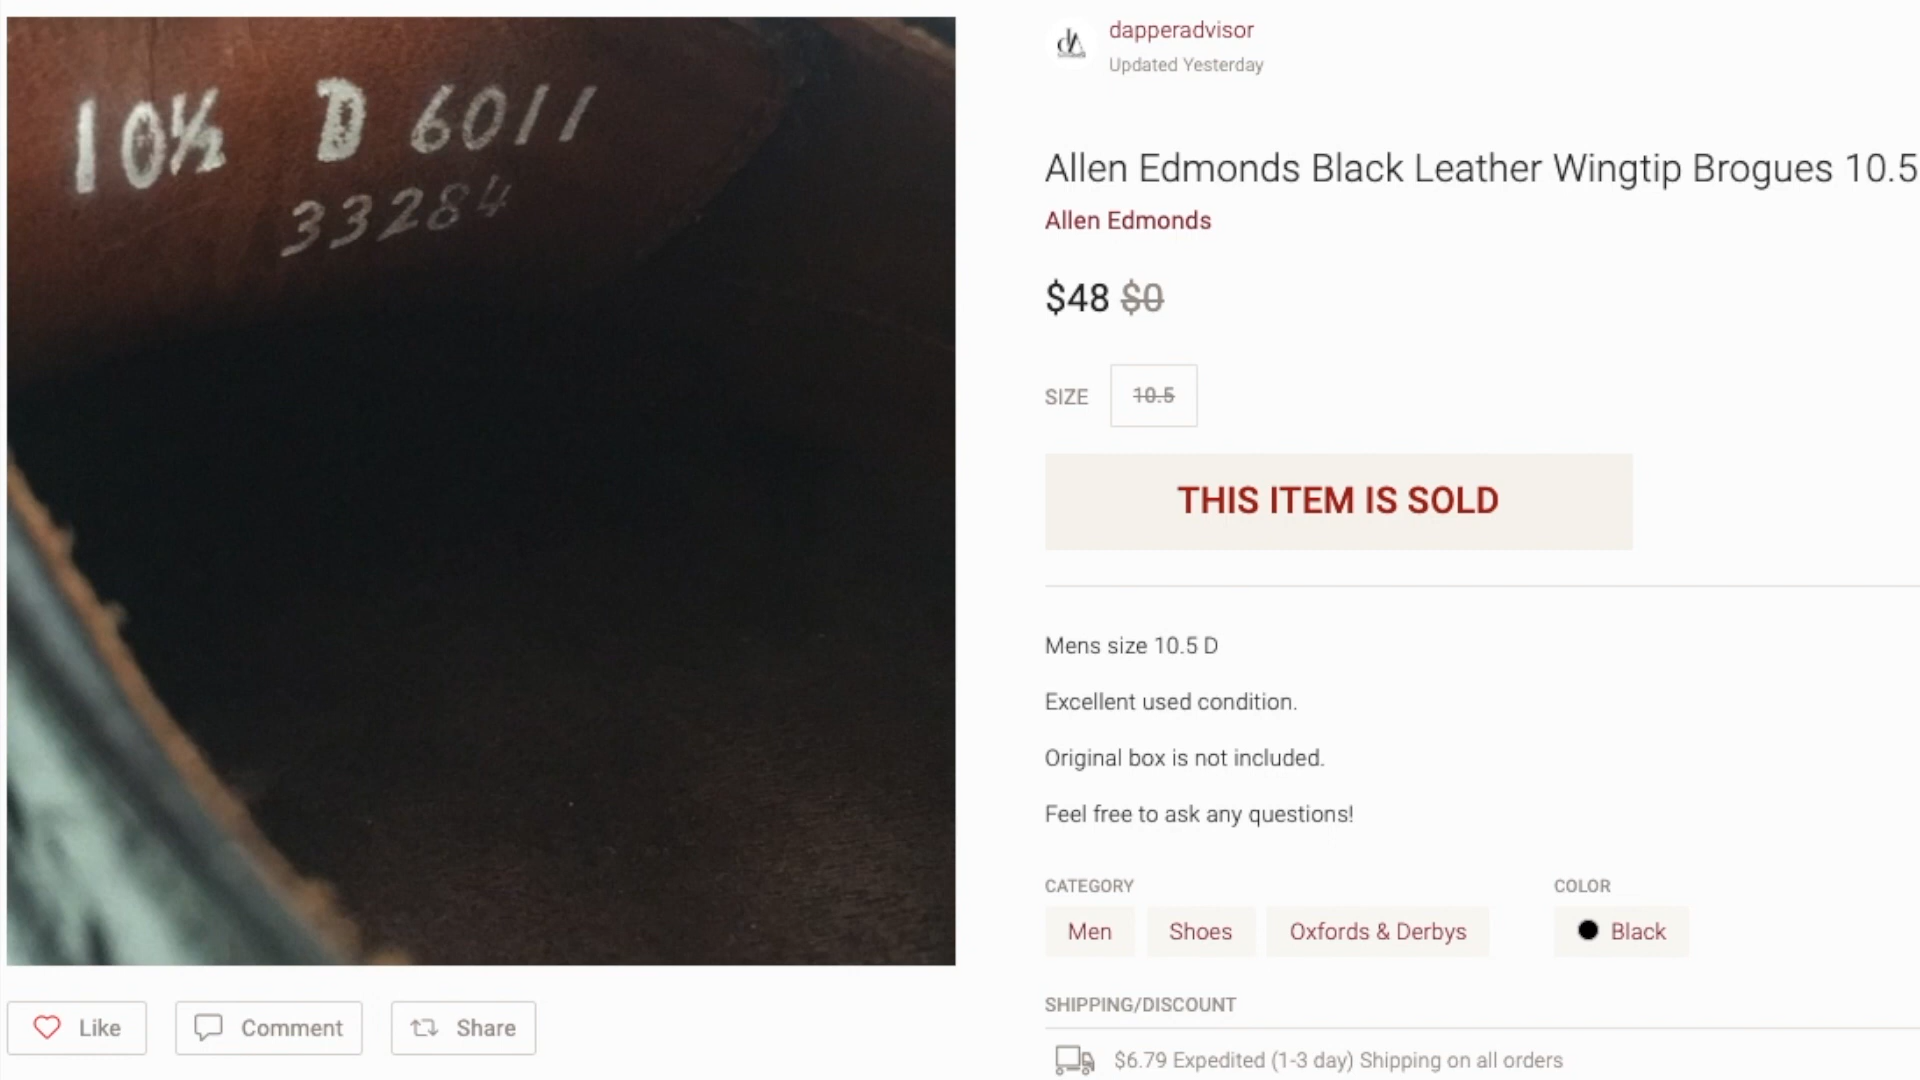 10½ D 6011
33284
Like
Comment
Share
dA
dapperadvisor
Updated Yesterday
Allen Edmonds Black Leather Wingtip Brogues 10.5
Allen Edmonds
$48 $0
SIZE 10.5
THIS ITEM IS SOLD
Mens size 10.5 D
Excellent used condition.
Original box is not included.
Feel free to ask any questions!
CATEGORY
Men Shoes Oxfords & Derbys
COLOR
Black
SHIPPING/DISCOUNT
$6.79 Expedited (1-3 day) Shipping on all orders